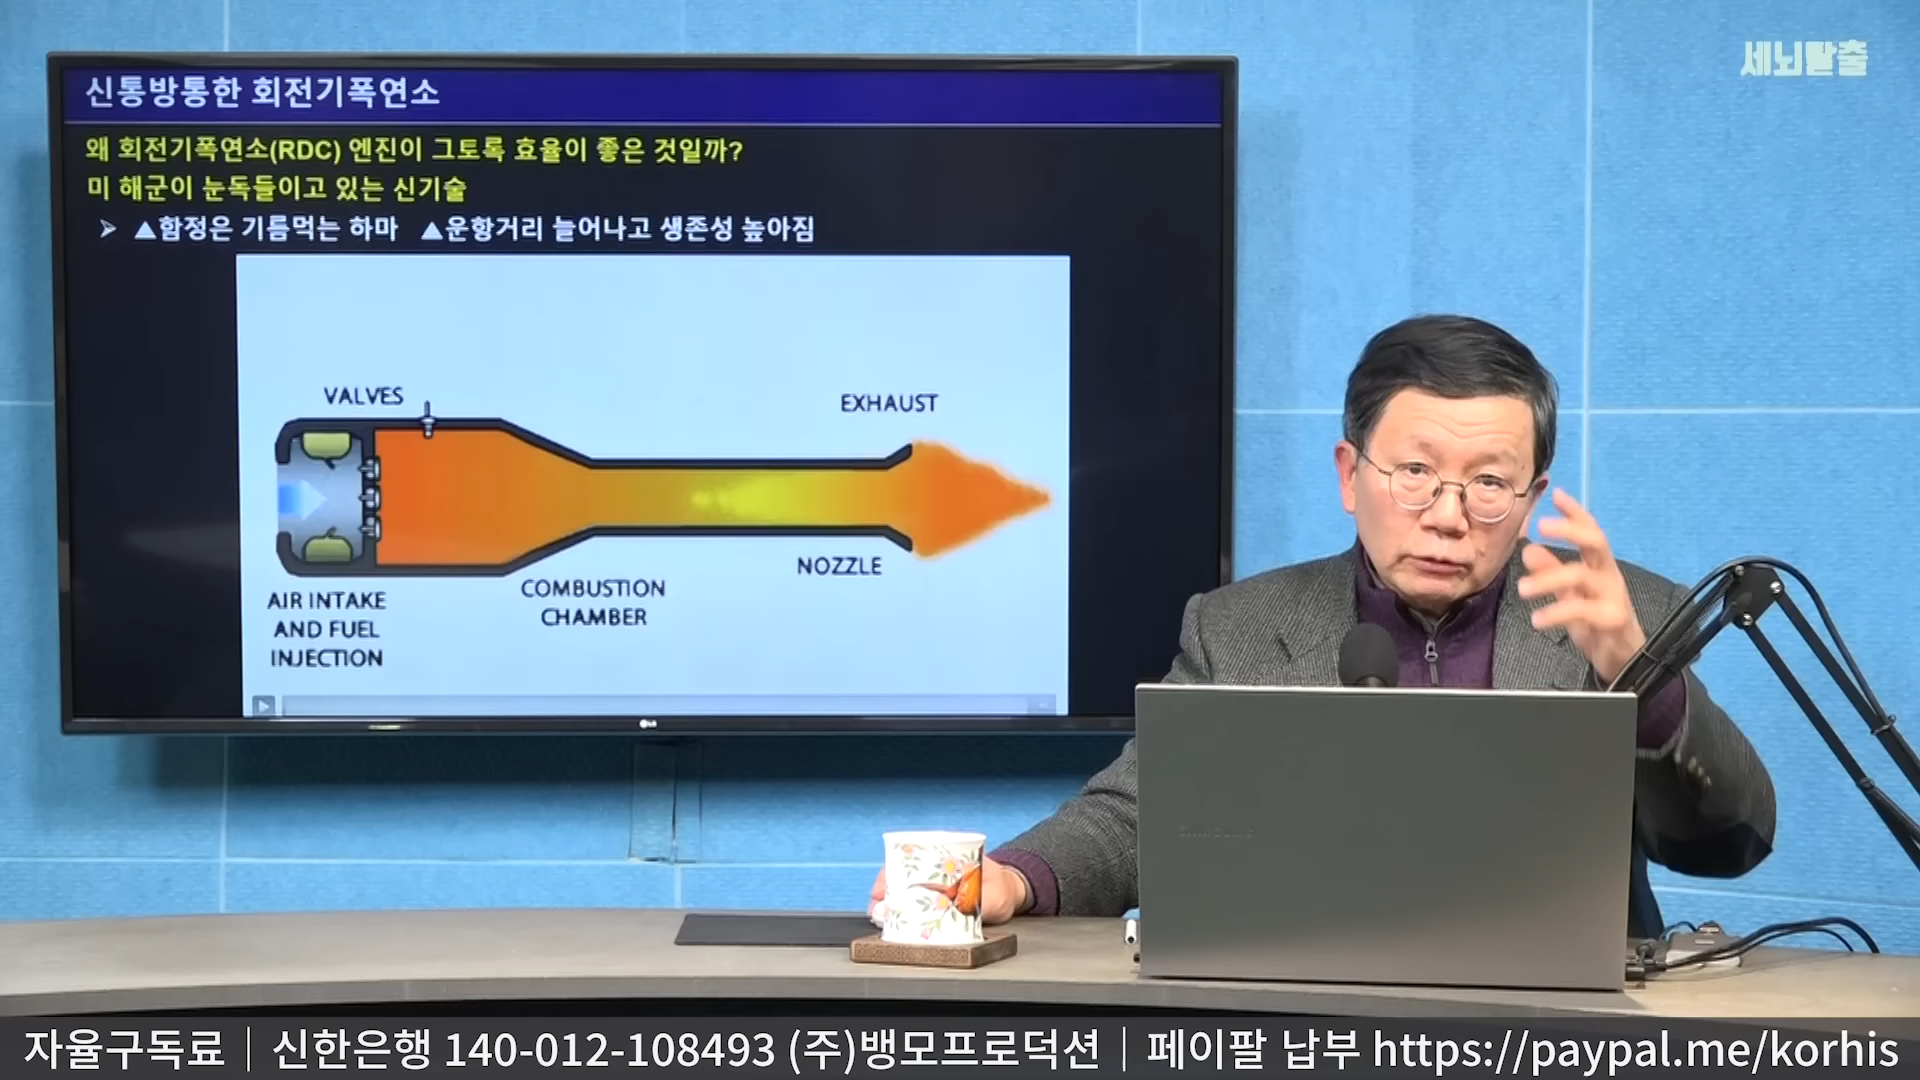 세뇌탈출
신통방통한 회전기폭연소
왜 회전기폭연소(RDC) 엔진이 그토록 효율이 좋은 것일까?
미 해군이 눈독들이고 있는 신기술
➢ ▲함정은 기름먹는 하마 ▲운항거리 늘어나고 생존성 높아짐
VALVES
EXHAUST
NOZZLE
COMBUSTION
CHAMBER
AIR INTAKE
AND FUEL
INJECTION
LG
SAMSUNG
자율구독료│신한은행 140-012-108493 (주)뱅모프로덕션│페이팔 납부 https://paypal.me/korhis